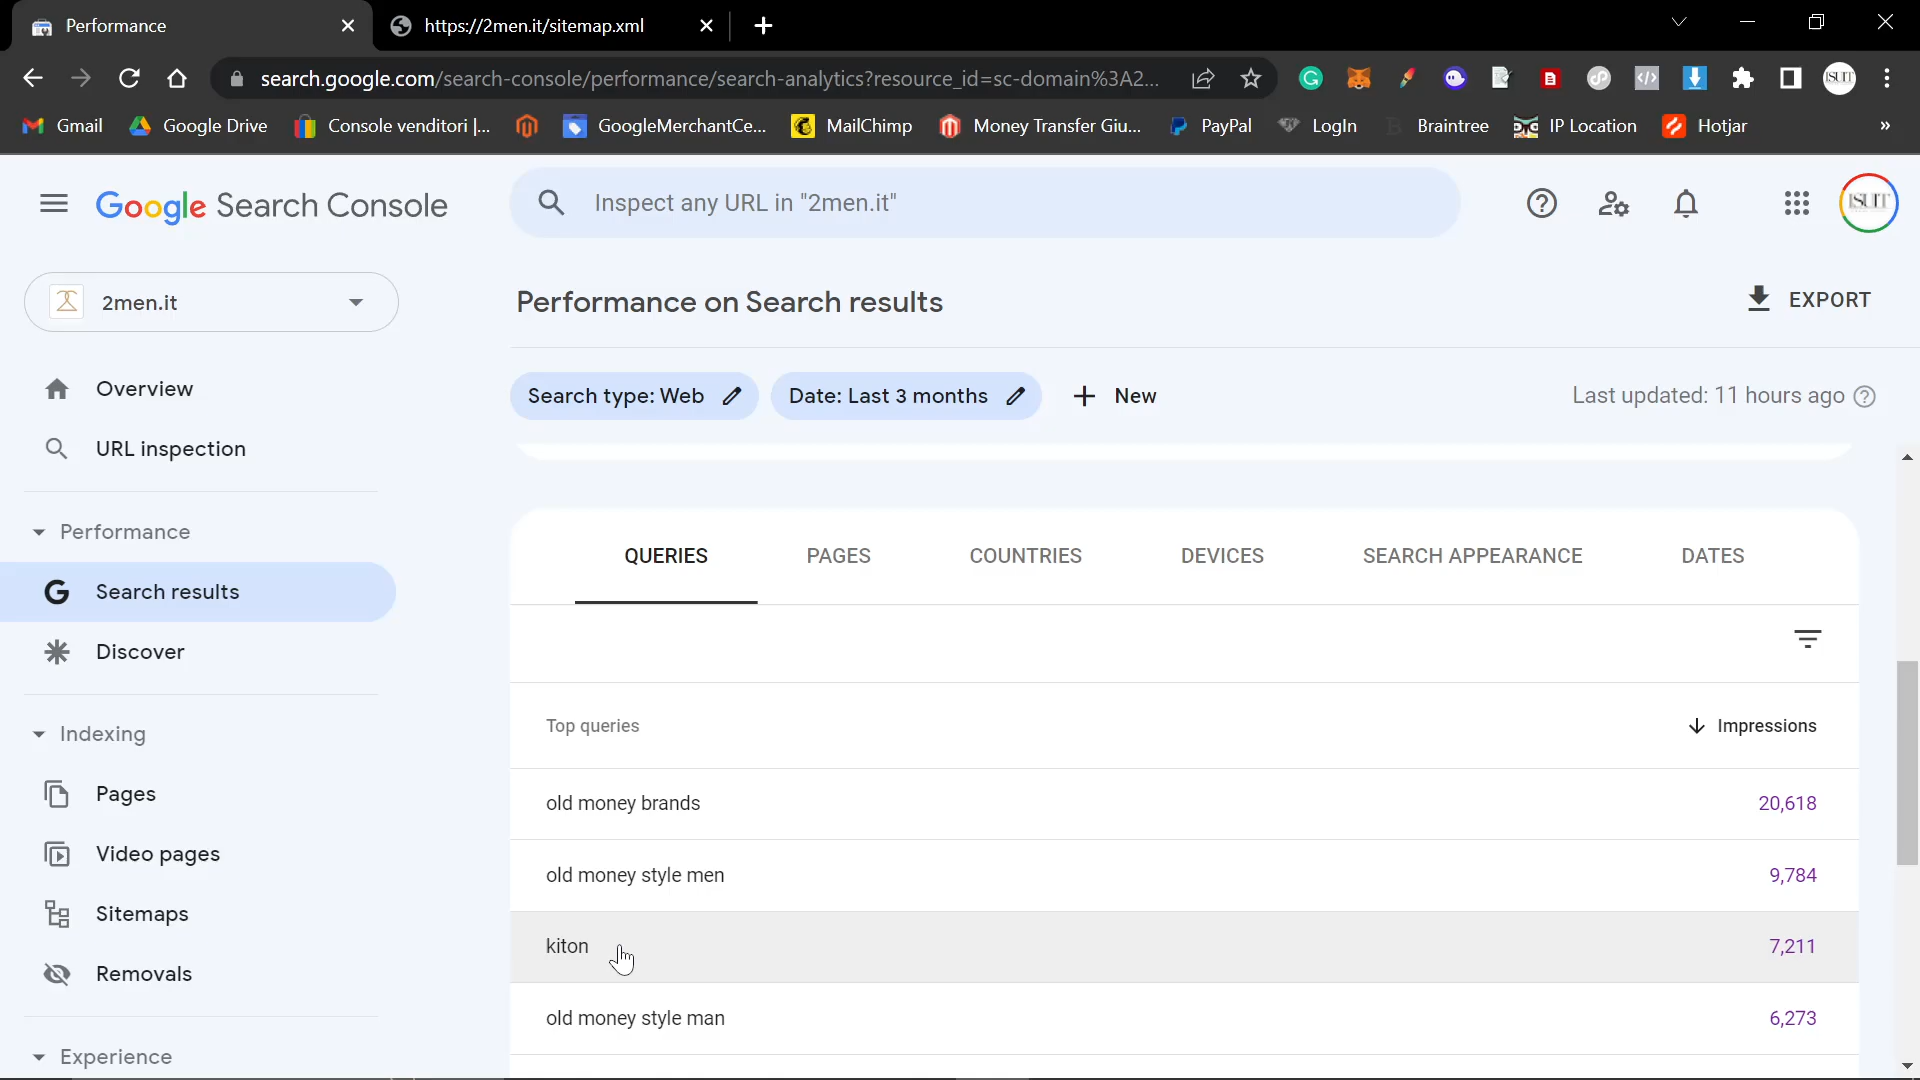 Performance
https://2men.it/sitemap.xml
search.google.com/search-console/performance/search-analytics?resource_id=sc-domain%3A2...
Gmail
Google Drive
Console venditori |...
GoogleMerchantCe...
MailChimp
Money Transfer Giu...
PayPal
LogIn
Braintree
IP Location
Hotjar
»
Google Search Console
Inspect any URL in "2men.it"
ISUIT
2men.it
Performance on Search results
EXPORT
Search type: Web
Date: Last 3 months
+ New
Last updated: 11 hours ago
Overview
URL inspection
Performance
Search results
Discover
Indexing
Pages
Video pages
Sitemaps
Removals
Experience
QUERIES
PAGES
COUNTRIES
DEVICES
SEARCH APPEARANCE
DATES
Top queries
Impressions
old money brands
20,618
old money style men
9,784
kiton
7,211
old money style man
6,273